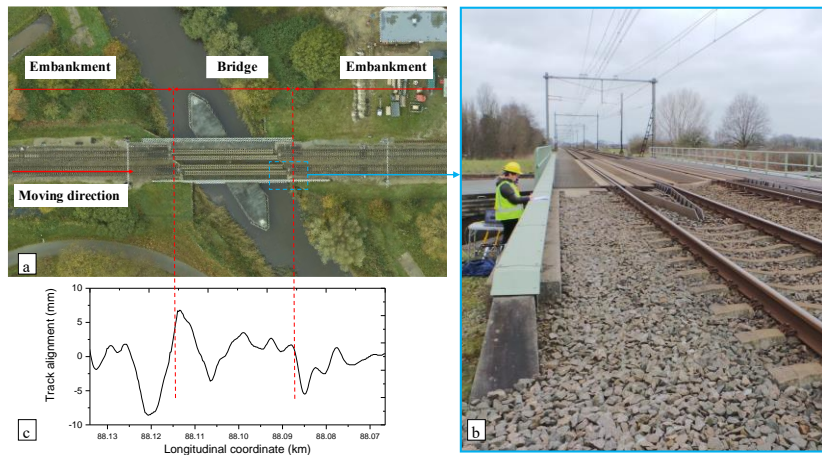 Embankment
Bridge
Embankment
Moving direction
a
10
5
0
-5
-10
Track alignment (mm)
88.13
88.12
88.11
88.10
88.09
88.08
88.07
Longitudinal coordinate (km)
c
b